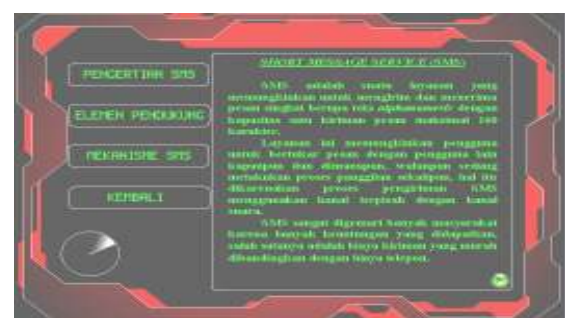 PENGERTIAN SMS
ELEMEN PENDUKUNG
MEKANISME SMS
KEMBALI
SHORT MESSAGE SERVICE (SMS)
SMS adalah suatu layanan yang
memungkinkan untuk mengirim dan menerima
pesan singkat berupa teks alphanumeric dengan
kapasitas satu kiriman pesan maksimal 160
karakter.
Layanan ini memungkinkan pengguna
untuk bertukar pesan dengan pengguna lain
kapanpun dan dimanapun, walaupun sedang
melakukan proses panggilan sekalipun, hal itu
dikarenakan proses pengiriman SMS
menggunakan kanal terpisah dengan kanal
suara.
SMS sangat digemari banyak masyarakat
karena banyak keuntungan yang didapatkan,
salah satunya adalah biaya kiriman yang murah
dibandingkan dengan biaya telepon.